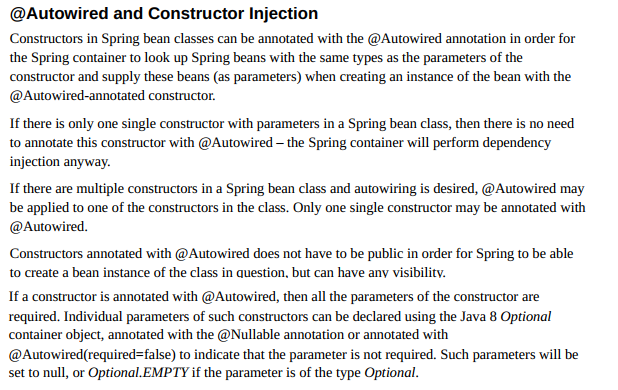 @Autowired and Constructor Injection
Constructors in Spring bean classes can be annotated with the @Autowired annotation in order for
the Spring container to look up Spring beans with the same types as the parameters of the
constructor and supply these beans (as parameters) when creating an instance of the bean with the
@Autowired-annotated constructor.
If there is only one single constructor with parameters in a Spring bean class, then there is no need
to annotate this constructor with @Autowired – the Spring container will perform dependency
injection anyway.
If there are multiple constructors in a Spring bean class and autowiring is desired, @Autowired may
be applied to one of the constructors in the class. Only one single constructor may be annotated with
@Autowired.
Constructors annotated with @Autowired does not have to be public in order for Spring to be able
to create a bean instance of the class in question, but can have any visibility.
If a constructor is annotated with @Autowired, then all the parameters of the constructor are
required. Individual parameters of such constructors can be declared using the Java 8 Optional
container object, annotated with the @Nullable annotation or annotated with
@Autowired(required=false) to indicate that the parameter is not required. Such parameters will be
set to null, or Optional.EMPTY if the parameter is of the type Optional.